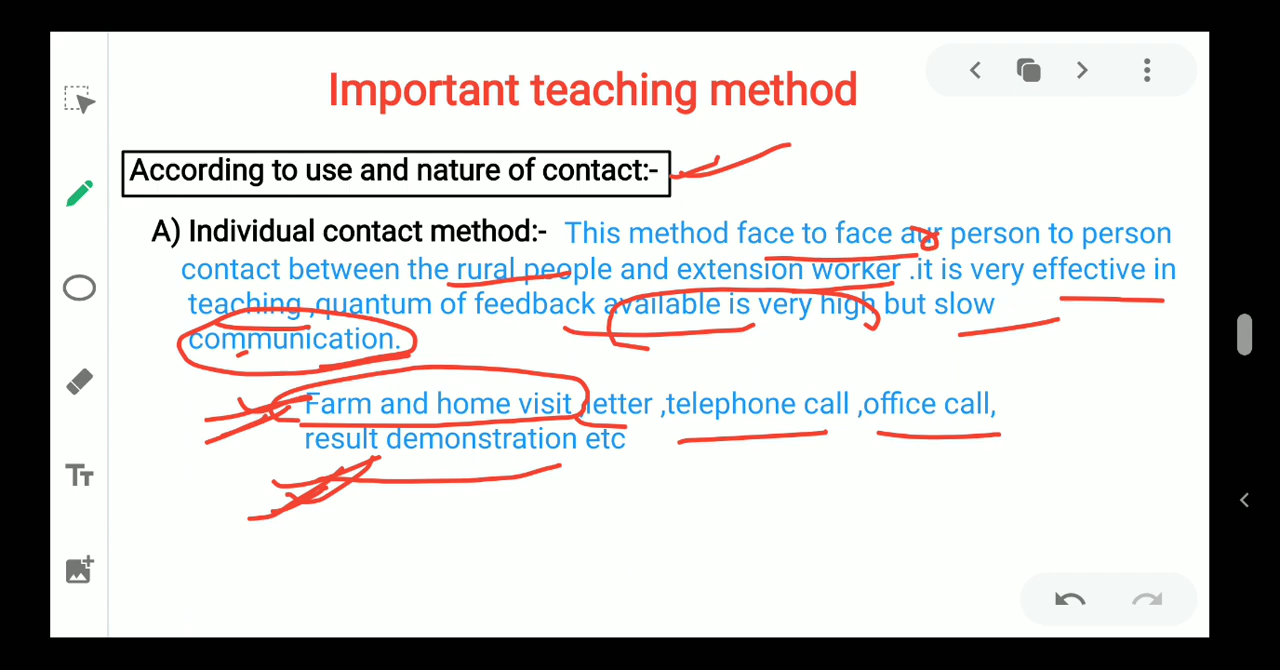 Important teaching method
According to use and nature of contact:-
A) Individual contact method:- This method face to face aur person to person
contact between the rural people and extension worker .it is very effective in
teaching ,quantum of feedback available is very high but slow
communication.
Farm and home visit ,letter ,telephone call ,office call,
result demonstration etc
Tт